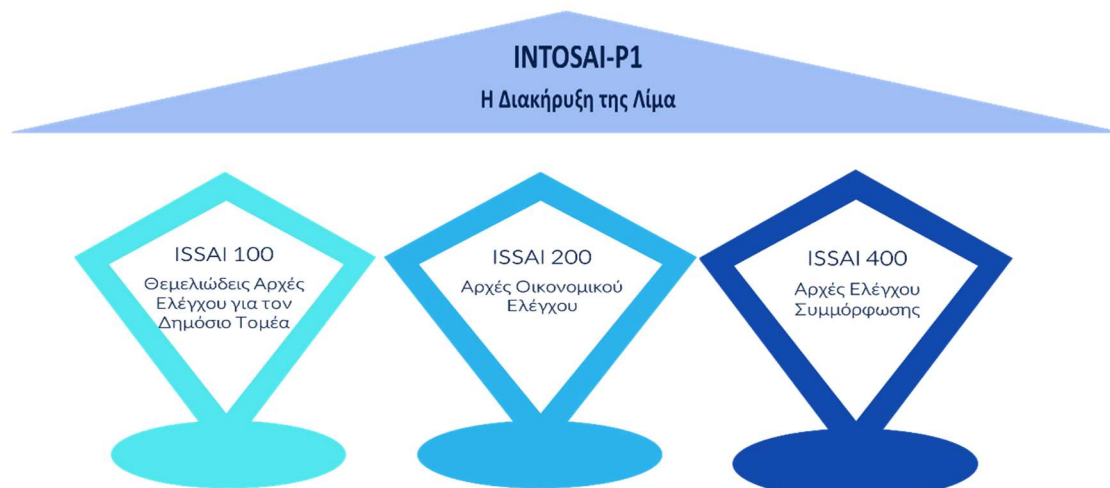 INTOSAI-P1
Η Διακήρυξη της Λίμα
ISSAI 100
Θεμελιώδεις Αρχές
Ελέγχου για τον
Δημόσιο Τομέα
ISSAI 200
Αρχές Οικονομικού
Ελέγχου
ISSAI 400
Αρχές Ελέγχου
Συμμόρφωσης